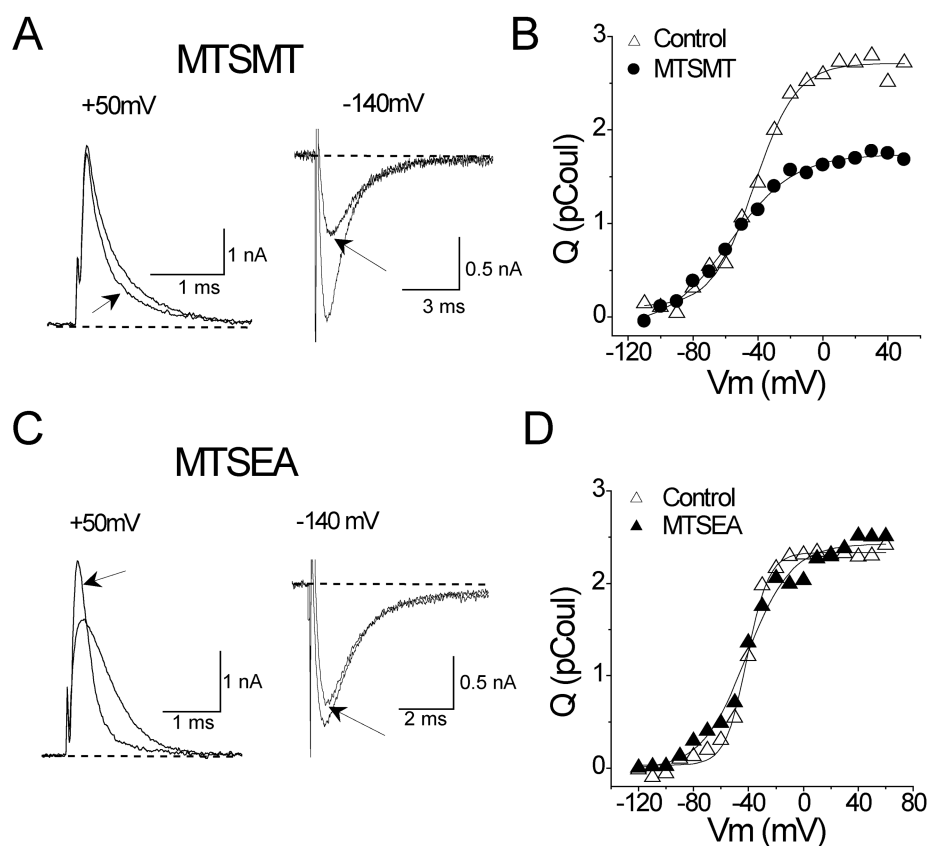 A
MTSMT
+50mV
-140mV
1 nA
1 ms
0.5 nA
3 ms
B
Control
MTSMT
3
2
1
0
Q (pCoul)
-120 -80 -40 0 40
Vm (mV)
C
MTSEA
+50mV
-140 mV
1 nA
1 ms
0.5 nA
2 ms
D
Control
MTSEA
3
2
1
0
Q (pCoul)
-120 -80 -40 0 40 80
Vm (mV)